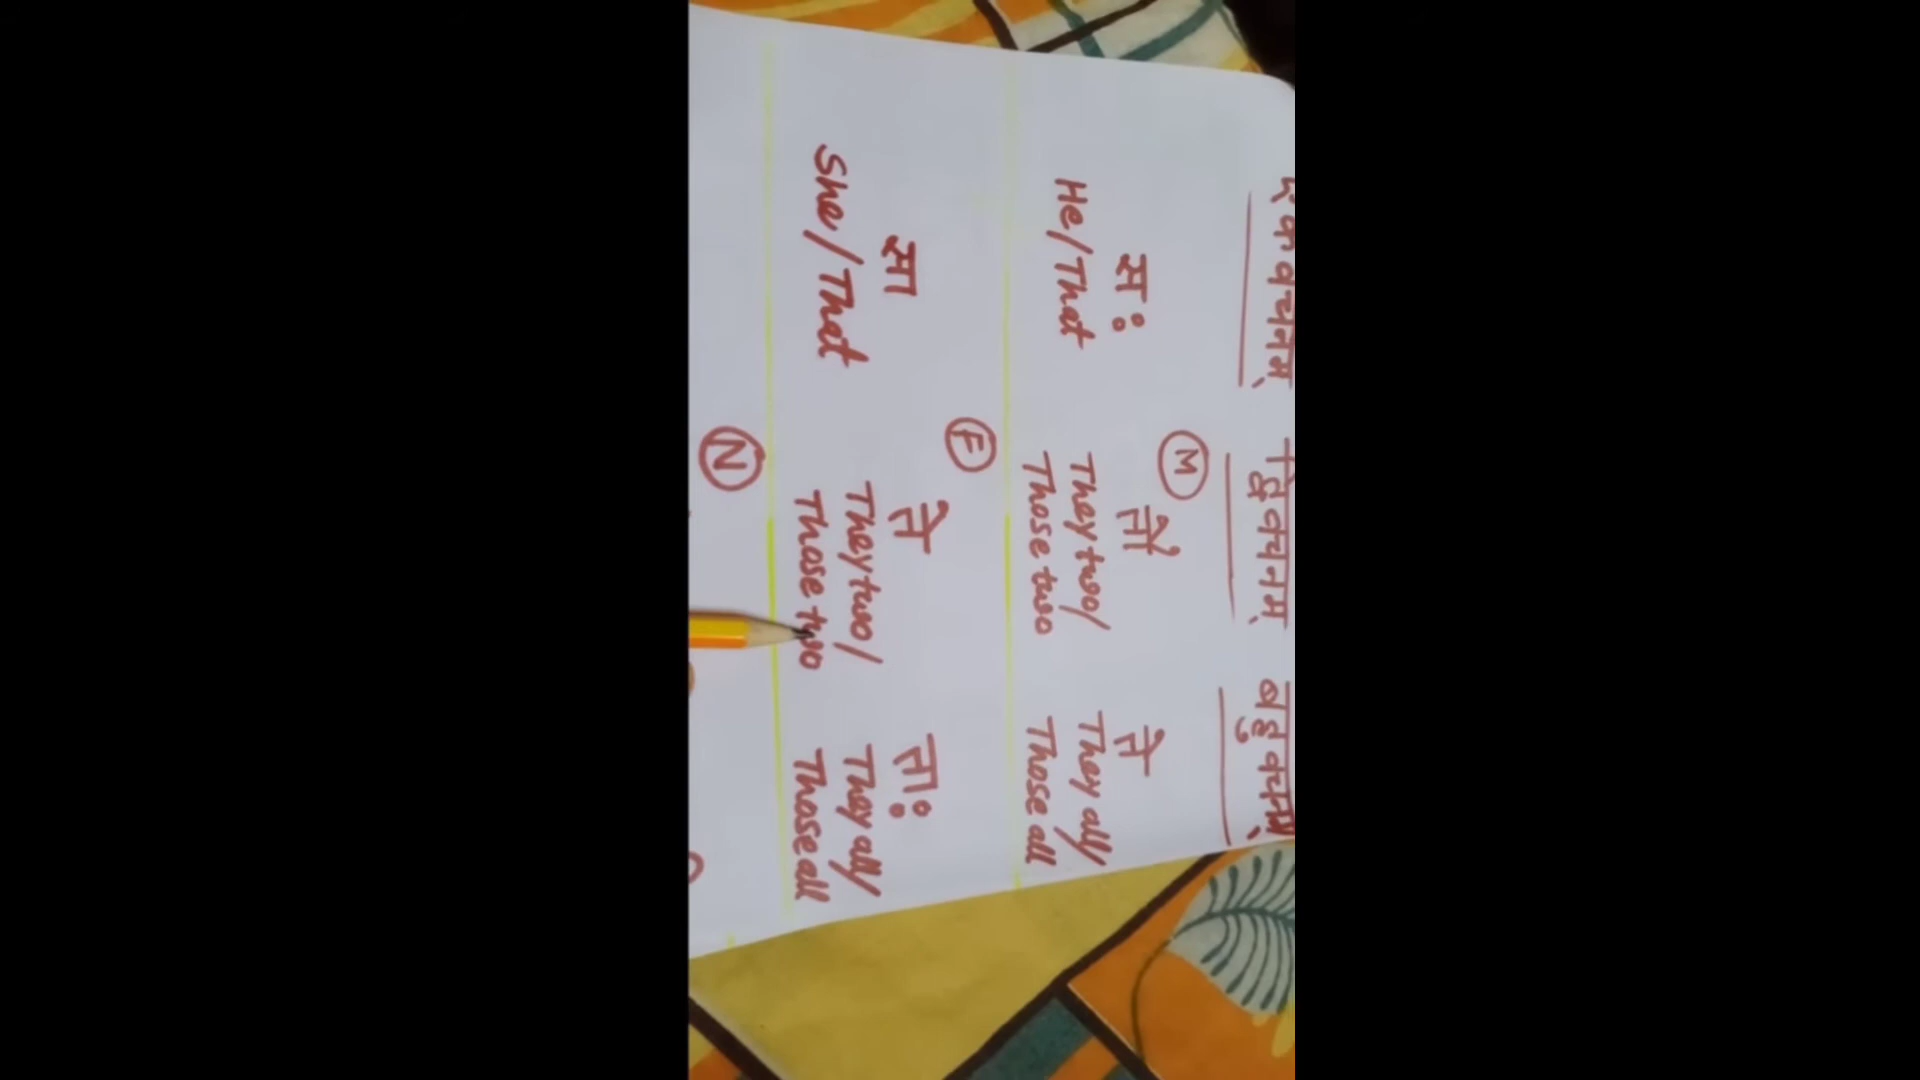 एकवचनम् द्विवचनम् बहुवचनम्
M
सः तौ ते
He/That They two/ They all/
Those two Those all
F
सा ते ताः
She/That They two/ They all/
Those two Those all
N